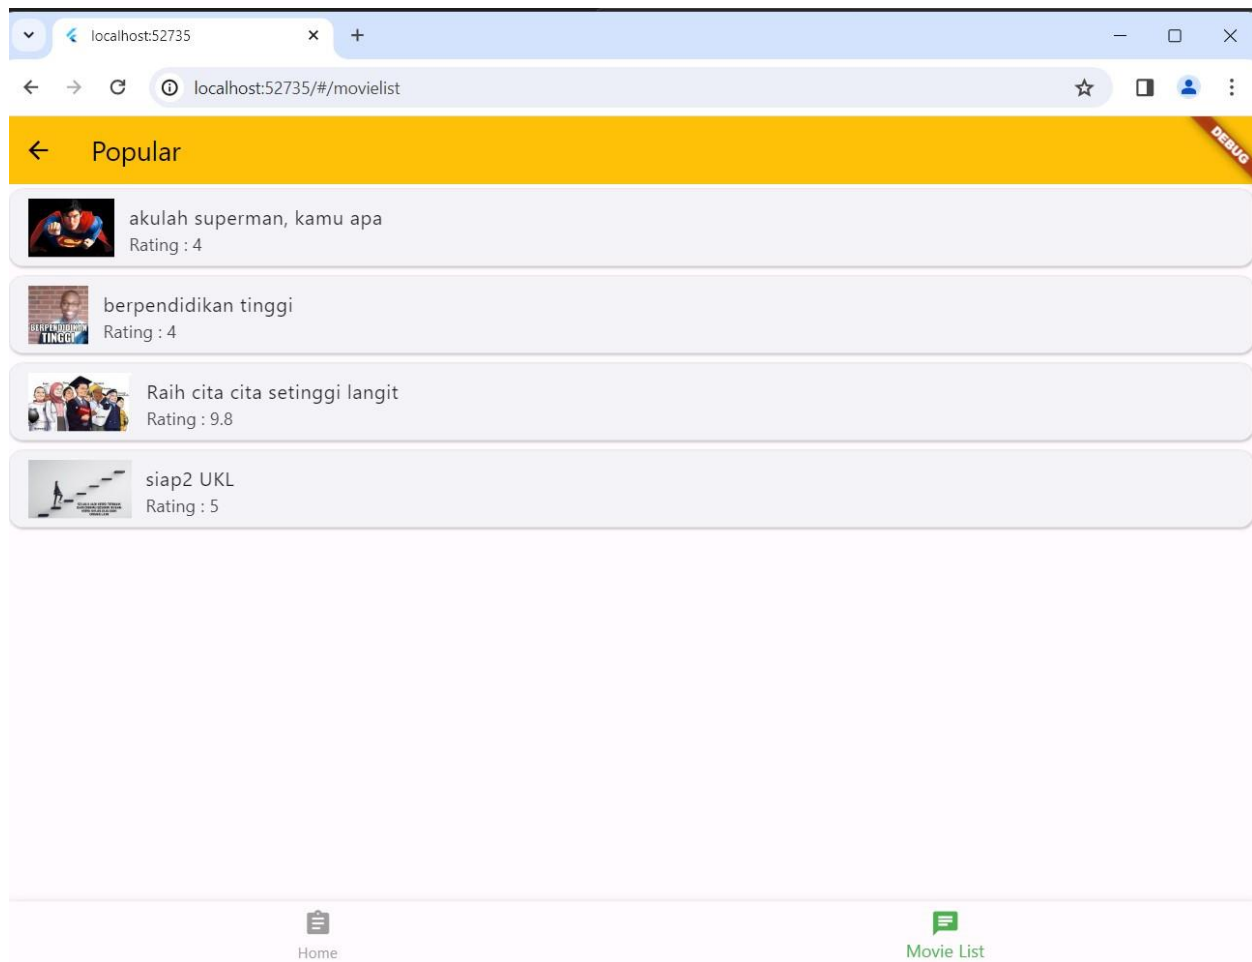 localhost:52735
localhost:52735/#/movielist
Popular
DEBUG
akulah superman, kamu apa
Rating : 4
BERPENDIDIKAN
TINGGI
berpendidikan tinggi
Rating : 4
Raih cita cita setinggi langit
Rating : 9.8
siap2 UKL
Rating : 5
Home
Movie List